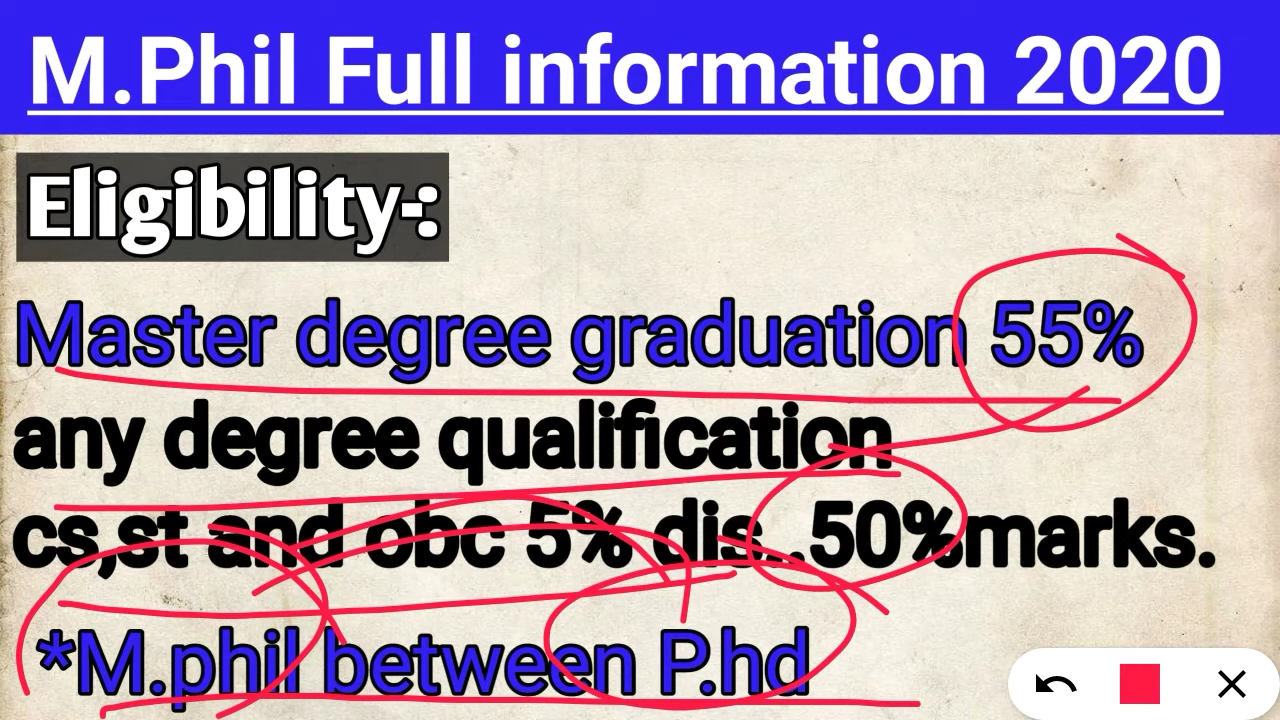 M.Phil Full information 2020
Eligibility-:
Master degree graduation 55%
any degree qualification
cs,st and obc 5% dis..50%marks.
*M.phil between P.hd